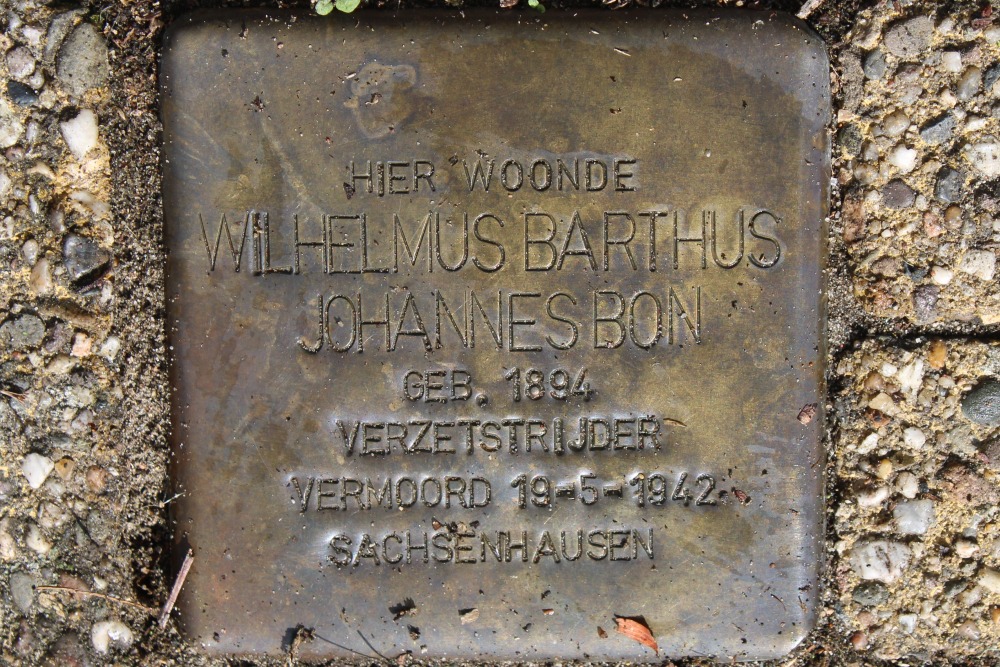 HIER WOONDE
WILHELMUS BARTHUS
JOHANNES BON
GEB. 1894
VERZETSTRIJDER
VERMOORD 19-5-1942
SACHSENHAUSEN